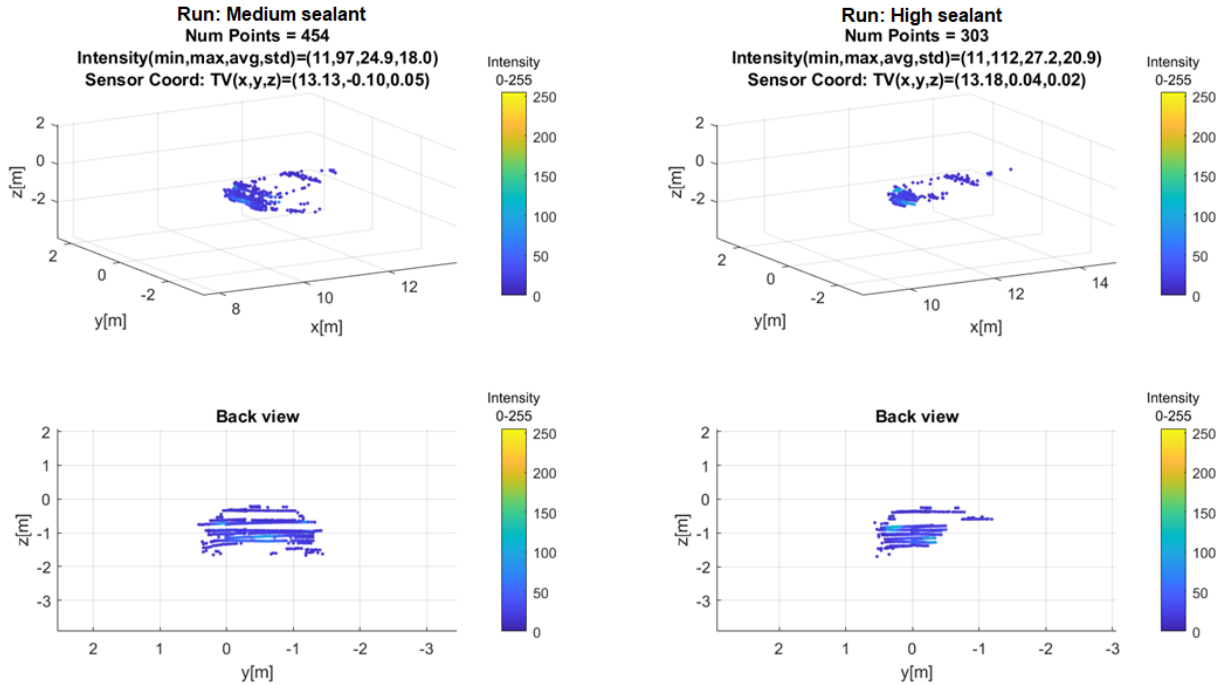 Run: Medium sealant
Num Points = 454
Intensity(min,max,avg,std)=(11,97,24.9,18.0)
Sensor Coord: TV(x,y,z)=(13.13,-0.10,0.05)
Intensity
0-255
250
200
150
100
50
0
2
0
-2
z[m]
2
0
-2
y[m]
8
10
12
x[m]
Run: High sealant
Num Points = 303
Intensity(min,max,avg,std)=(11,112,27.2,20.9)
Sensor Coord: TV(x,y,z)=(13.18,0.04,0.02)
Intensity
0-255
250
200
150
100
50
0
2
0
-2
z[m]
2
0
-2
y[m]
10
12
14
x[m]
Back view
Intensity
0-255
250
200
150
100
50
0
2
1
0
-1
-2
-3
z[m]
2
1
0
-1
-2
-3
y[m]
Back view
Intensity
0-255
250
200
150
100
50
0
2
1
0
-1
-2
-3
z[m]
2
1
0
-1
-2
-3
y[m]